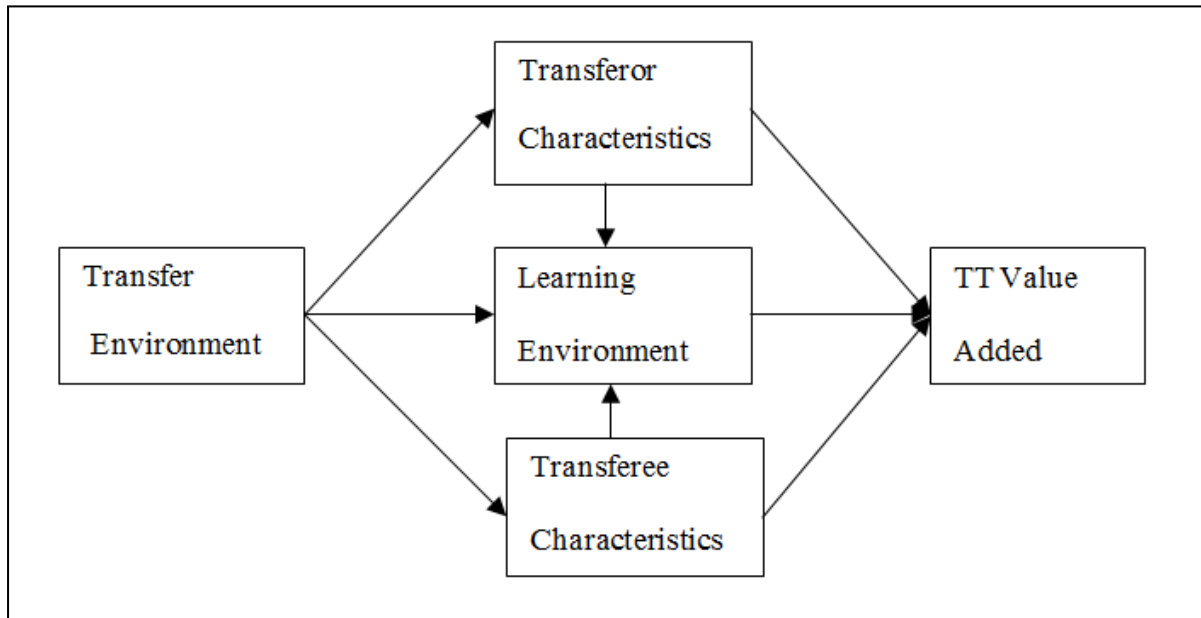 Transferor
Characteristics
Transfer
Environment
Learning
Environment
TT Value
Added
Transferee
Characteristics